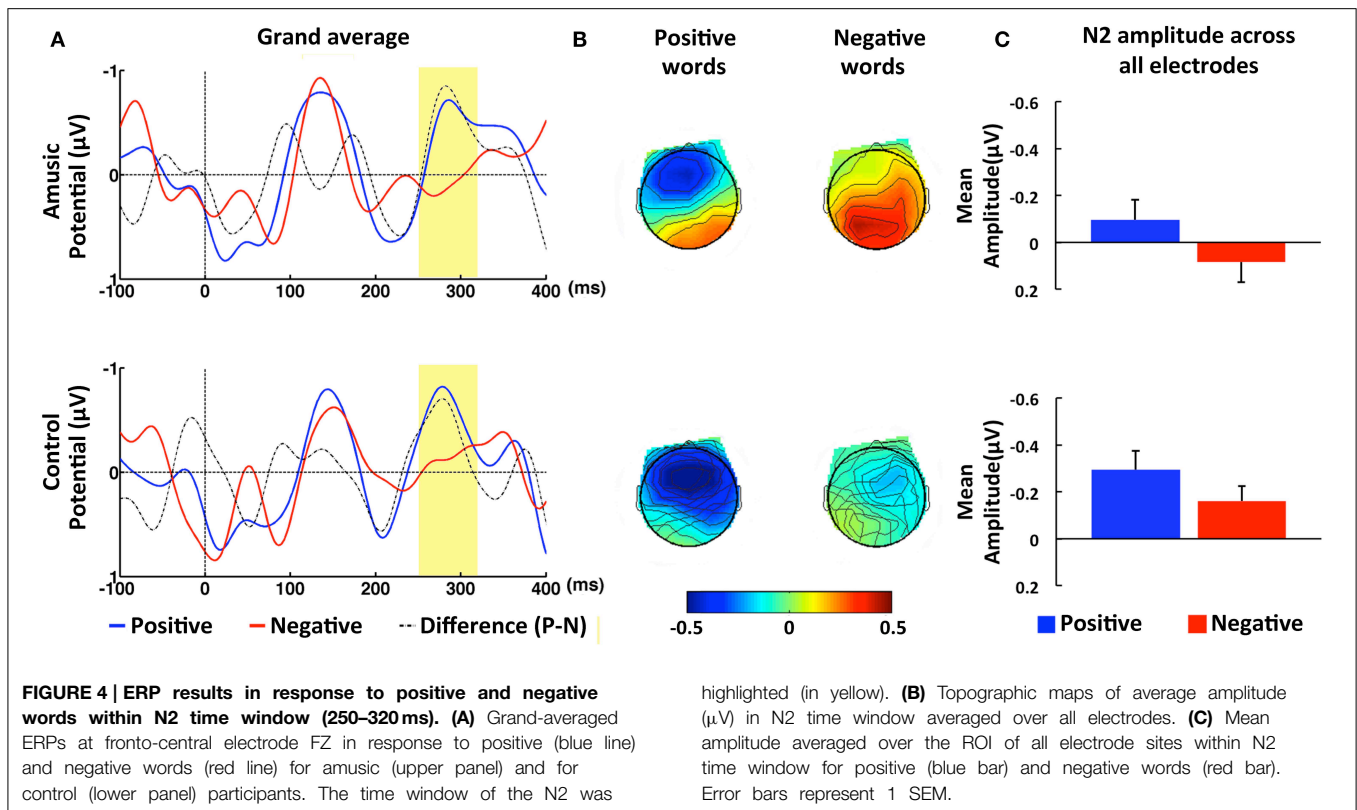 A
Grand average
B
Positive words
Negative words
C
N2 amplitude across
all electrodes
Amusic
Potential (µV)
-1
0
1
-100 0 100 200 300 400 (ms)
Mean
Amplitude(µV)
-0.6
-0.4
-0.2
0
0.2
Control
Potential (µV)
-1
0
1
-100 0 100 200 300 400 (ms)
Mean
Amplitude(µV)
-0.6
-0.4
-0.2
0
0.2
Positive Negative Difference (P-N)
-0.5 0 0.5
Positive Negative
FIGURE 4 | ERP results in response to positive and negative
words within N2 time window (250–320 ms). (A) Grand-averaged
ERPs at fronto-central electrode FZ in response to positive (blue line)
and negative words (red line) for amusic (upper panel) and for
control (lower panel) participants. The time window of the N2 was
highlighted (in yellow). (B) Topographic maps of average amplitude
(µV) in N2 time window averaged over all electrodes. (C) Mean
amplitude averaged over the ROI of all electrode sites within N2
time window for positive (blue bar) and negative words (red bar).
Error bars represent 1 SEM.